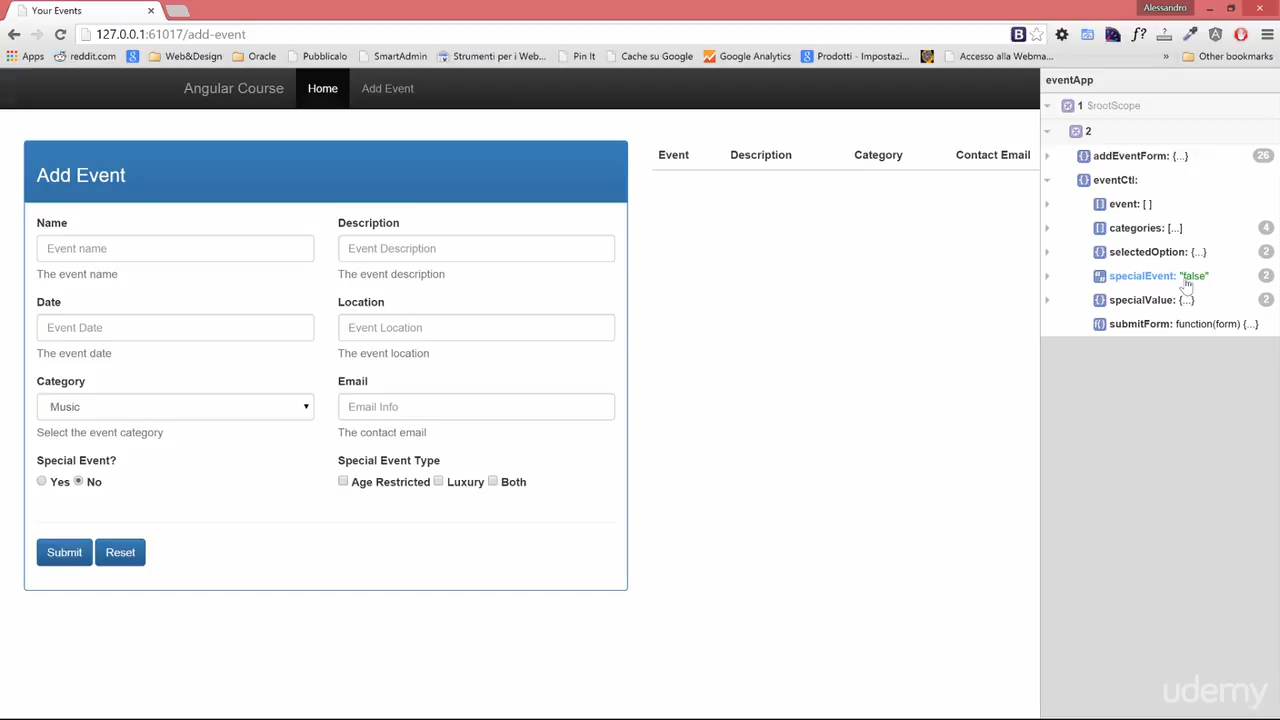 Your Events
Alessandro
127.0.0.1:61017/add-event
Apps reddit.com Web&Design Oracle Pubblicalo SmartAdmin Strumenti per i We... Pin It Cache su Google Google Analytics Prodotti - Impostazi... Accesso alla Webma... » Other bookmarks
Angular Course Home Add Event
eventApp
1 $rootScope
2
addEventForm: {...} 26
eventCtl:
event: [ ]
categories: [...] 4
selectedOption: {...} 2
specialEvent: "false" 2
specialValue: {...} 2
submitForm: function(form) {...}
Add Event
Name Description
Event name Event Description
The event name The event description
Date Location
Event Date Event Location
The event date The event location
Category Email
Music Email Info
Select the event category The contact email
Special Event? Special Event Type
Yes No Age Restricted Luxury Both
Submit Reset
Event Description Category Contact Email
udemy